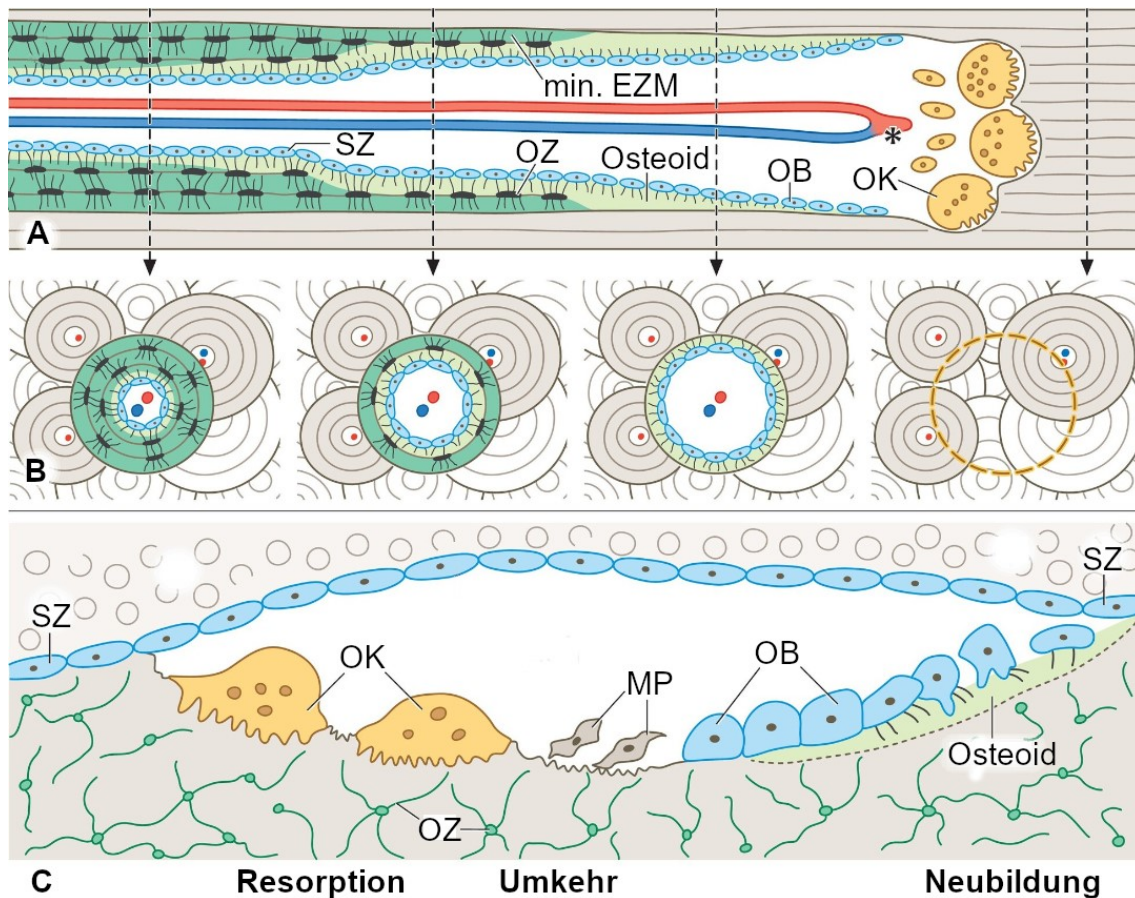 min. EZM
*
SZ
OZ
Osteoid
OB
OK
A
B
SZ
SZ
OK
MP
OB
Osteoid
OZ
C
Resorption
Umkehr
Neubildung